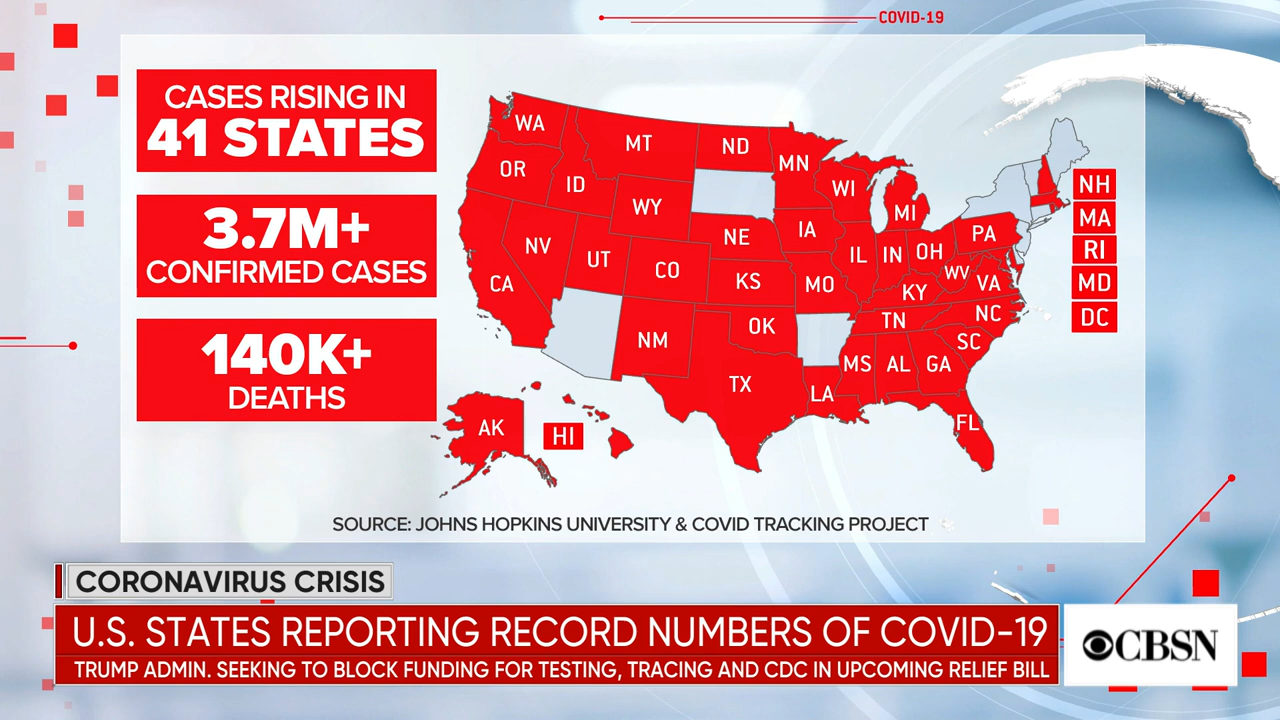 COVID-19
CASES RISING IN
41 STATES
3.7M+
CONFIRMED CASES
140K+
DEATHS
WA
MT
ND
MN
OR
ID
WY
WI
MI
NV
UT
CO
NE
KS
IA
IL
IN
OH
PA
CA
MO
KY
WV
VA
NM
OK
TX
TN
NC
SC
MS
AL
GA
LA
FL
AK
HI
NH
MA
RI
MD
DC
SOURCE: JOHNS HOPKINS UNIVERSITY & COVID TRACKING PROJECT
CORONAVIRUS CRISIS
U.S. STATES REPORTING RECORD NUMBERS OF COVID-19
TRUMP ADMIN. SEEKING TO BLOCK FUNDING FOR TESTING, TRACING AND CDC IN UPCOMING RELIEF BILL
CBSN